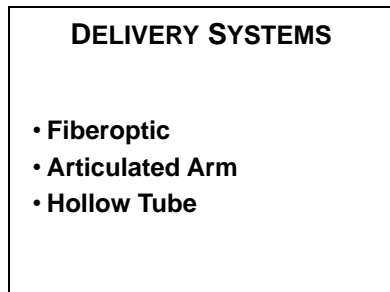 DELIVERY SYSTEMS
• Fiberoptic
• Articulated Arm
• Hollow Tube